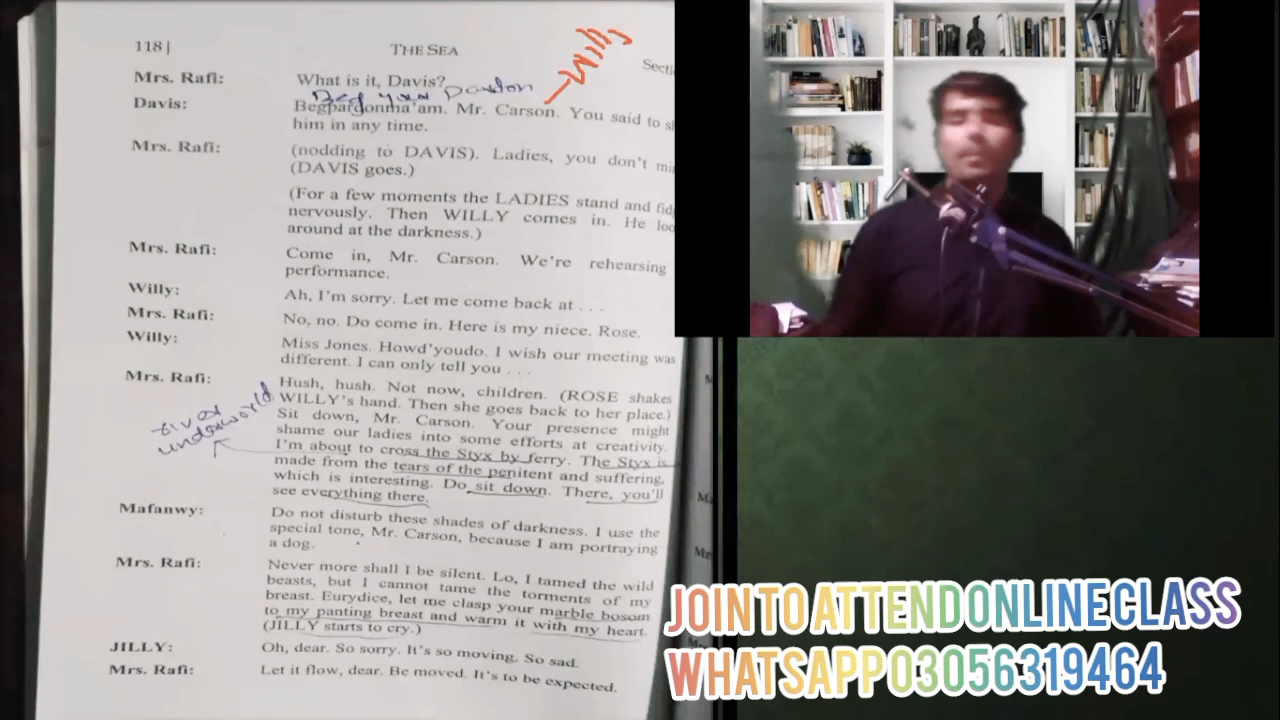 118 | THE SEA
Secti
Mrs. Rafi: What is it, Davis?
Beg your pardon
Willy
Davis: Begpardonma'am. Mr. Carson. You said to s
him in any time.
Mrs. Rafi: (nodding to DAVIS). Ladies, you don't mi
(DAVIS goes.)
(For a few moments the LADIES stand and fid
nervously. Then WILLY comes in. He loo
around at the darkness.)
Mrs. Rafi: Come in, Mr. Carson. We're rehearsing
performance.
Willy: Ah, I'm sorry. Let me come back at . . .
Mrs. Rafi: No, no. Do come in. Here is my niece. Rose.
Willy: Miss Jones. Howd'youdo. I wish our meeting was
different. I can only tell you . . .
Mrs. Rafi: Hush, hush. Not now, children. (ROSE shakes
WILLY's hand. Then she goes back to her place.)
Sit down, Mr. Carson. Your presence might
shame our ladies into some efforts at creativity.
I'm about to cross the Styx by ferry. The Styx is
made from the tears of the penitent and suffering,
which is interesting. Do sit down. There, you'll
see everything there.
river
underworld
Mafanwy: Do not disturb these shades of darkness. I use the
special tone, Mr. Carson, because I am portraying
a dog.
Mrs. Rafi: Never more shall I be silent. Lo, I tamed the wild
beasts, but I cannot tame the torments of my
breast. Eurydice, let me clasp your marble bosom
to my panting breast and warm it with my heart.
(JILLY starts to cry.)
JILLY: Oh, dear. So sorry. It's so moving. So sad.
Mrs. Rafi: Let it flow, dear. Be moved. It's to be expected.
M
Ma
Mr
JOIN TO ATTEND ONLINE CLASS
WHATSAPP 03056319464